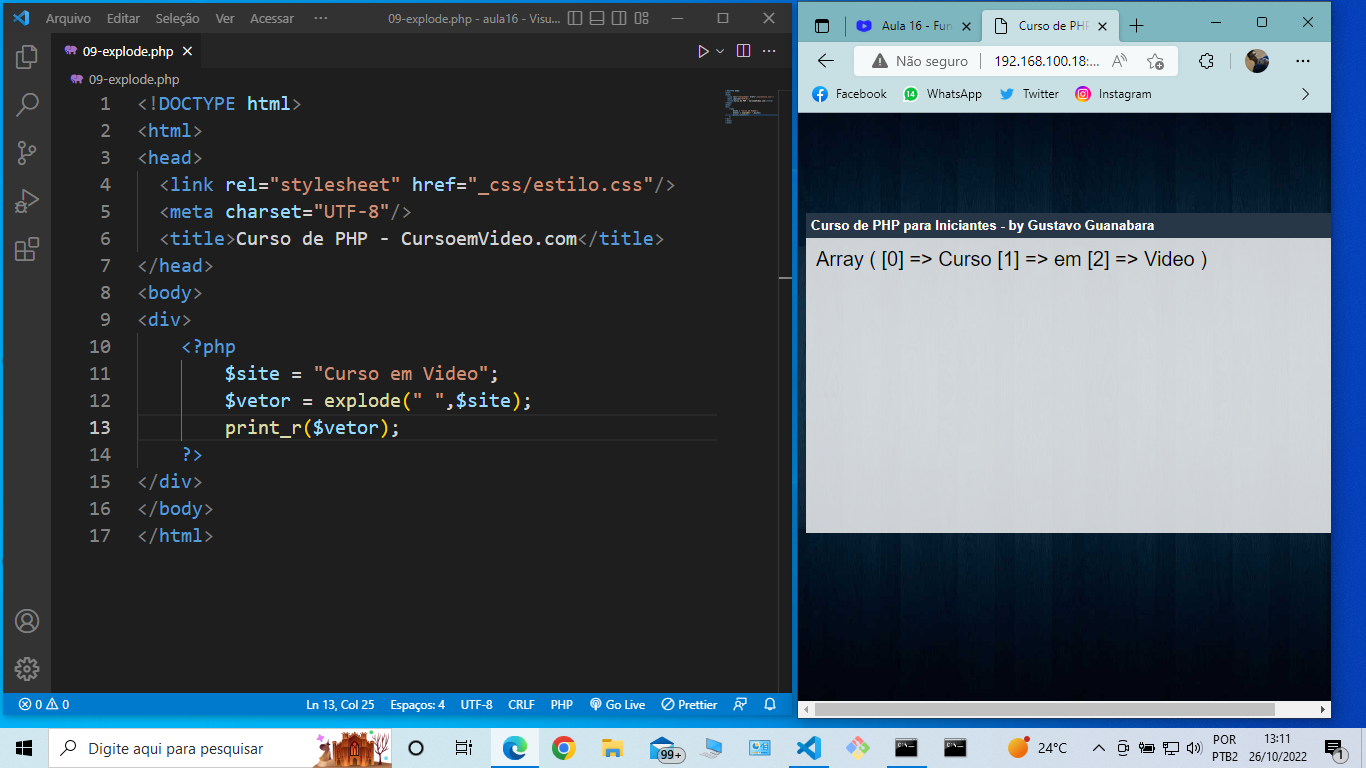 Arquivo Editar Seleção Ver Acessar ··· 09-explode.php - aula16 - Visu...
09-explode.php
09-explode.php
1 <!DOCTYPE html>
2 <html>
3 <head>
4 <link rel="stylesheet" href="_css/estilo.css"/>
5 <meta charset="UTF-8"/>
6 <title>Curso de PHP - CursoemVideo.com</title>
7 </head>
8 <body>
9 <div>
10 <?php
11 $site = "Curso em Video";
12 $vetor = explode(" ",$site);
13 print_r($vetor);
14 ?>
15 </div>
16 </body>
17 </html>
0 0 Ln 13, Col 25 Espaços: 4 UTF-8 CRLF PHP Go Live Prettier
Aula 16 - Fun Curso de PHP
Não seguro 192.168.100.18:...
Facebook 14 WhatsApp Twitter Instagram
Curso de PHP para Iniciantes - by Gustavo Guanabara
Array ( [0] => Curso [1] => em [2] => Video )
Digite aqui para pesquisar 99+ 24°C POR 13:11
PTB2 26/10/2022 1